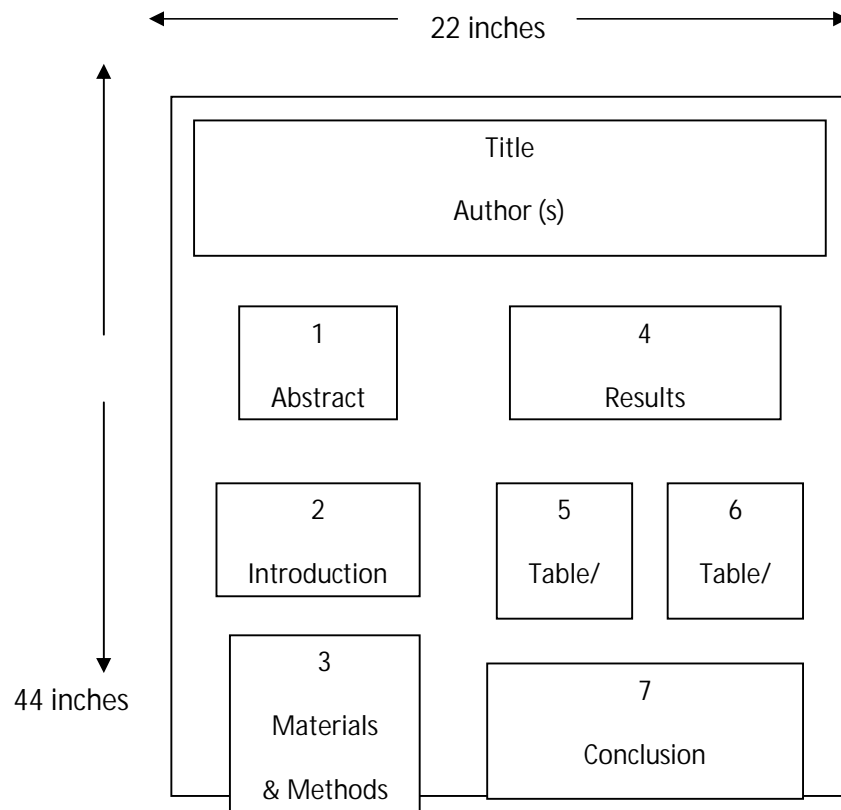 22 inches
Title
Author (s)
1
Abstract
4
Results
2
Introduction
5
Table/
6
Table/
3
Materials
& Methods
7
Conclusion
44 inches